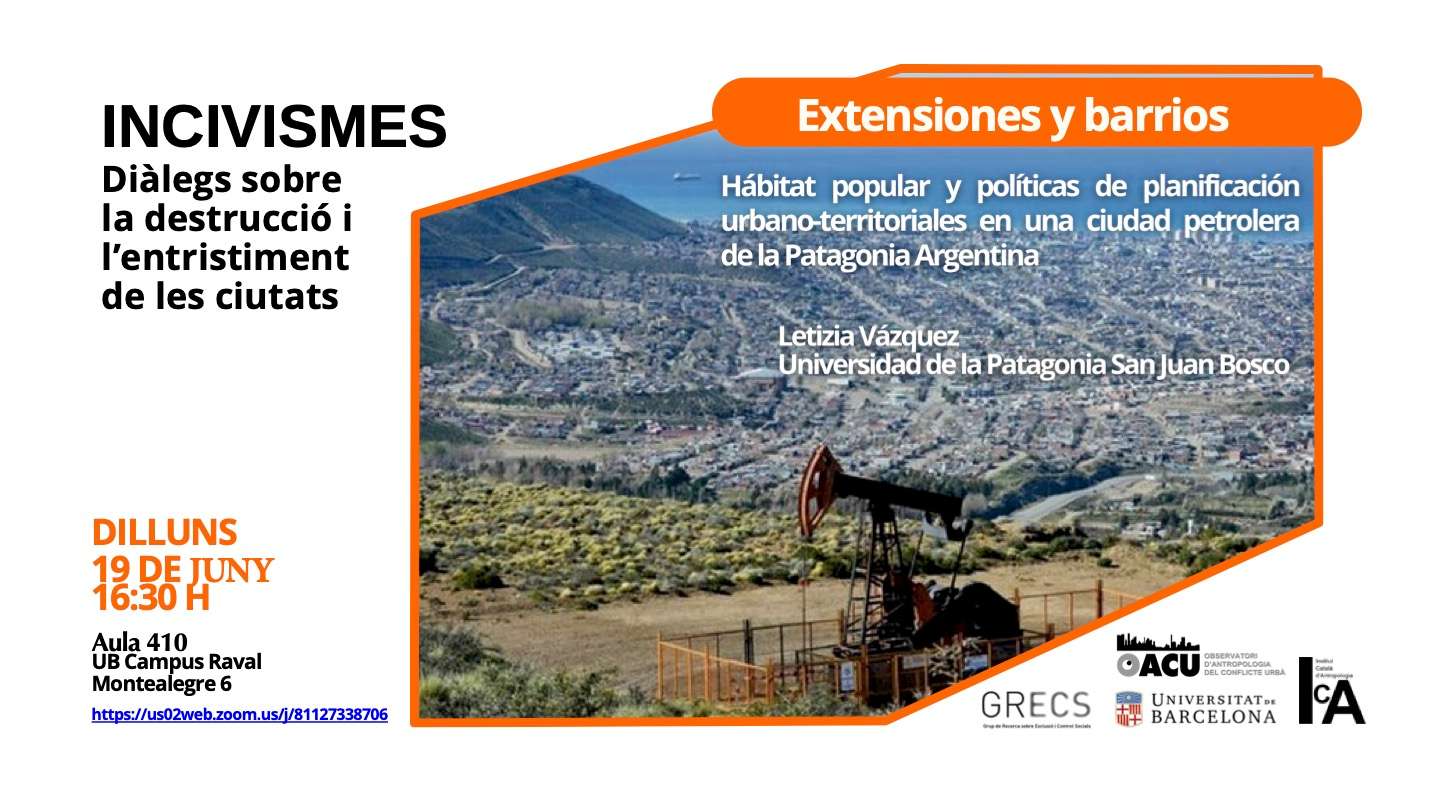 INCIVISMES
Diàlegs sobre
la destrucció i
l’entristiment
de les ciutats
Extensiones y barrios
Hábitat popular y políticas de planificación
urbano-territoriales en una ciudad petrolera
de la Patagonia Argentina
Letizia Vázquez
Universidad de la Patagonia San Juan Bosco
DILLUNS
19 DE JUNY
16:30 H
Aula 410
UB Campus Raval
Montealegre 6
https://us02web.zoom.us/j/81127338706
OACU
OBSERVATORI
D'ANTROPOLOGIA
DEL CONFLICTE URBÀ
GRECS
Grup de Recerca sobre Exclusió i Control Socials
UNIVERSITAT DE
BARCELONA
Institut
Català
d'Antropologia
ICA